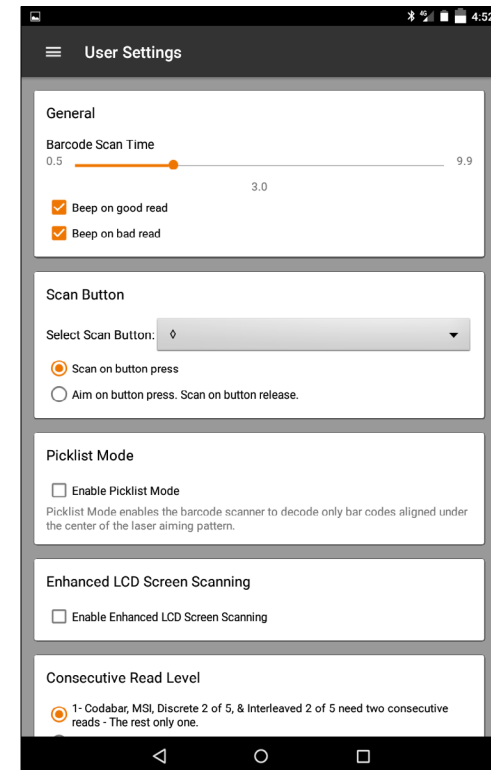 4G 4:52
User Settings
General
Barcode Scan Time
0.5 9.9
3.0
Beep on good read
Beep on bad read
Scan Button
Select Scan Button: ◊
Scan on button press
Aim on button press. Scan on button release.
Picklist Mode
Enable Picklist Mode
Picklist Mode enables the barcode scanner to decode only bar codes aligned under
the center of the laser aiming pattern.
Enhanced LCD Screen Scanning
Enable Enhanced LCD Screen Scanning
Consecutive Read Level
1- Codabar, MSI, Discrete 2 of 5, & Interleaved 2 of 5 need two consecutive
reads - The rest only one.